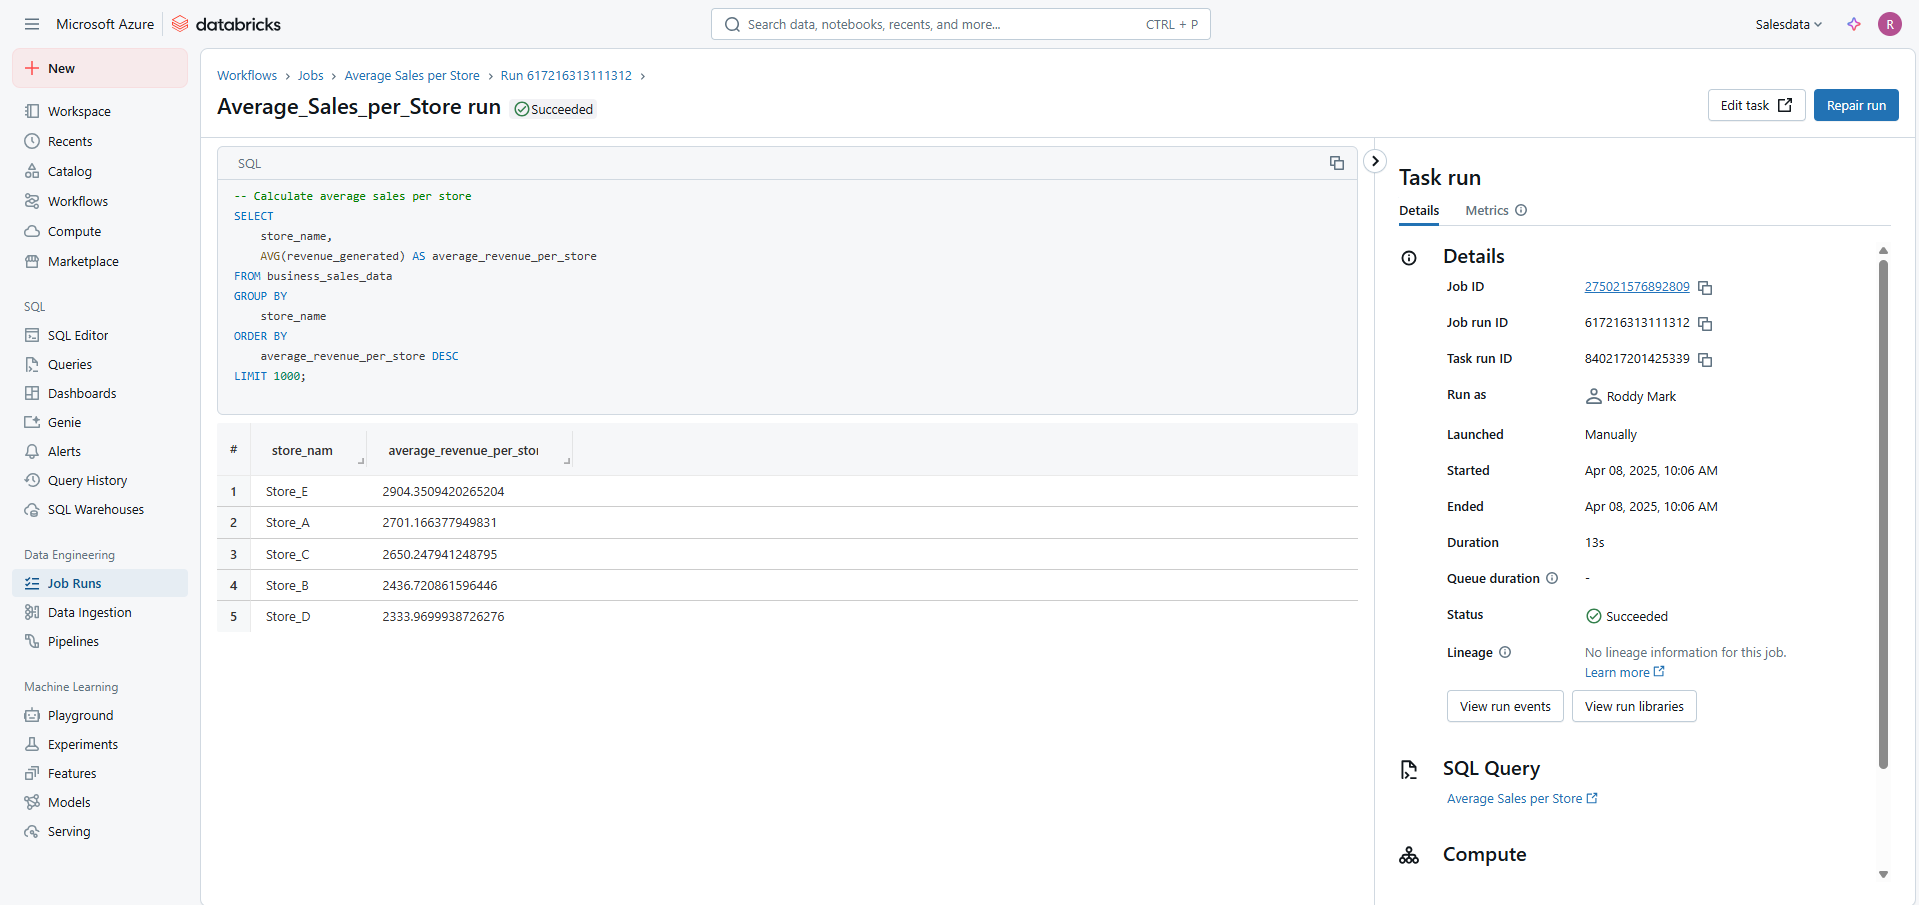 Microsoft Azure
databricks
Search data, notebooks, recents, and more...
CTRL + P
Salesdata
R
New
Workspace
Recents
Catalog
Workflows
Compute
Marketplace
SQL
SQL Editor
Queries
Dashboards
Genie
Alerts
Query History
SQL Warehouses
Data Engineering
Job Runs
Data Ingestion
Pipelines
Machine Learning
Playground
Experiments
Features
Models
Serving
Workflows › Jobs › Average Sales per Store › Run 617216313111312 ›
Average_Sales_per_Store run
Succeeded
Edit task
Repair run
SQL
-- Calculate average sales per store
SELECT
store_name,
AVG(revenue_generated) AS average_revenue_per_store
FROM business_sales_data
GROUP BY
store_name
ORDER BY
average_revenue_per_store DESC
LIMIT 1000;
# store_nam average_revenue_per_stor
1 Store_E 2904.3509420265204
2 Store_A 2701.166377949831
3 Store_C 2650.247941248795
4 Store_B 2436.720861596446
5 Store_D 2333.9699938726276
Task run
Details Metrics
Details
Job ID 275021576892809
Job run ID 617216313111312
Task run ID 840217201425339
Run as Roddy Mark
Launched Manually
Started Apr 08, 2025, 10:06 AM
Ended Apr 08, 2025, 10:06 AM
Duration 13s
Queue duration -
Status Succeeded
Lineage No lineage information for this job.
Learn more
View run events View run libraries
SQL Query
Average Sales per Store
Compute